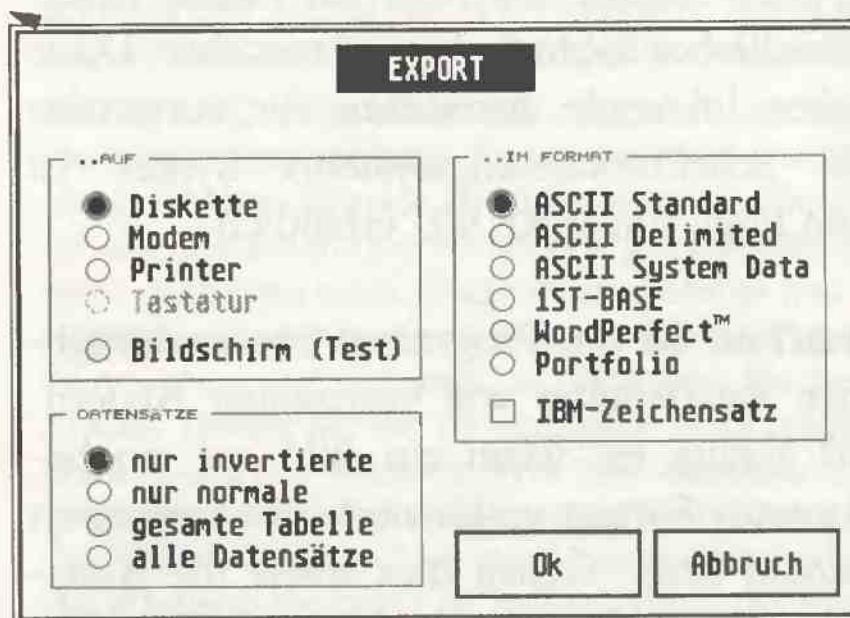 EXPORT
..AUF
Diskette
Modem
Printer
Tastatur
Bildschirm (Test)
DATENSÄTZE
nur invertierte
nur normale
gesamte Tabelle
alle Datensätze
..IM FORMAT
ASCII Standard
ASCII Delimited
ASCII System Data
1ST-BASE
WordPerfect™
Portfolio
IBM-Zeichensatz
Ok
Abbruch